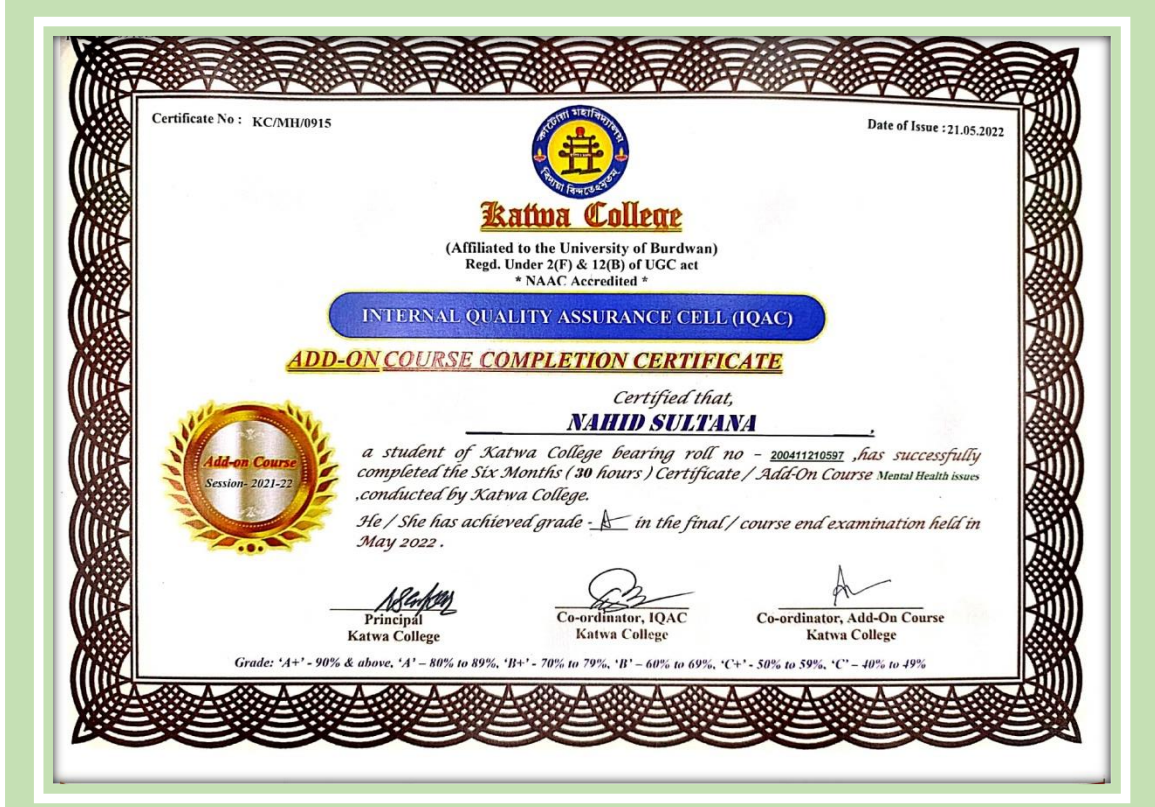 Certificate No : KC/MH/0915
Date of Issue :21.05.2022
কাটোয়া মহাবিদ্যালয়
বিদ্যয়া বিন্দতেঽমৃতম্
Katwa College
(Affiliated to the University of Burdwan)
Regd. Under 2(F) & 12(B) of UGC act
* NAAC Accredited *
INTERNAL QUALITY ASSURANCE CELL (IQAC)
ADD-ON COURSE COMPLETION CERTIFICATE
Certified that,
NAHID SULTANA ,
Add-on Course
Session- 2021-22
a student of Katwa College bearing roll no - 200411210597 ,has successfully
completed the Six Months ( 30 hours ) Certificate / Add-On Course Mental Health issues
,conducted by Katwa College.
He / She has achieved grade - A in the final / course end examination held in
May 2022 .
Principal
Katwa College
Co-ordinator, IQAC
Katwa College
Co-ordinator, Add-On Course
Katwa College
Grade: ‘A+’ - 90% & above, ‘A’ – 80% to 89%, ‘B+’ - 70% to 79%, ‘B’ – 60% to 69%, ‘C+’ - 50% to 59%, ‘C’ – 40% to 49%